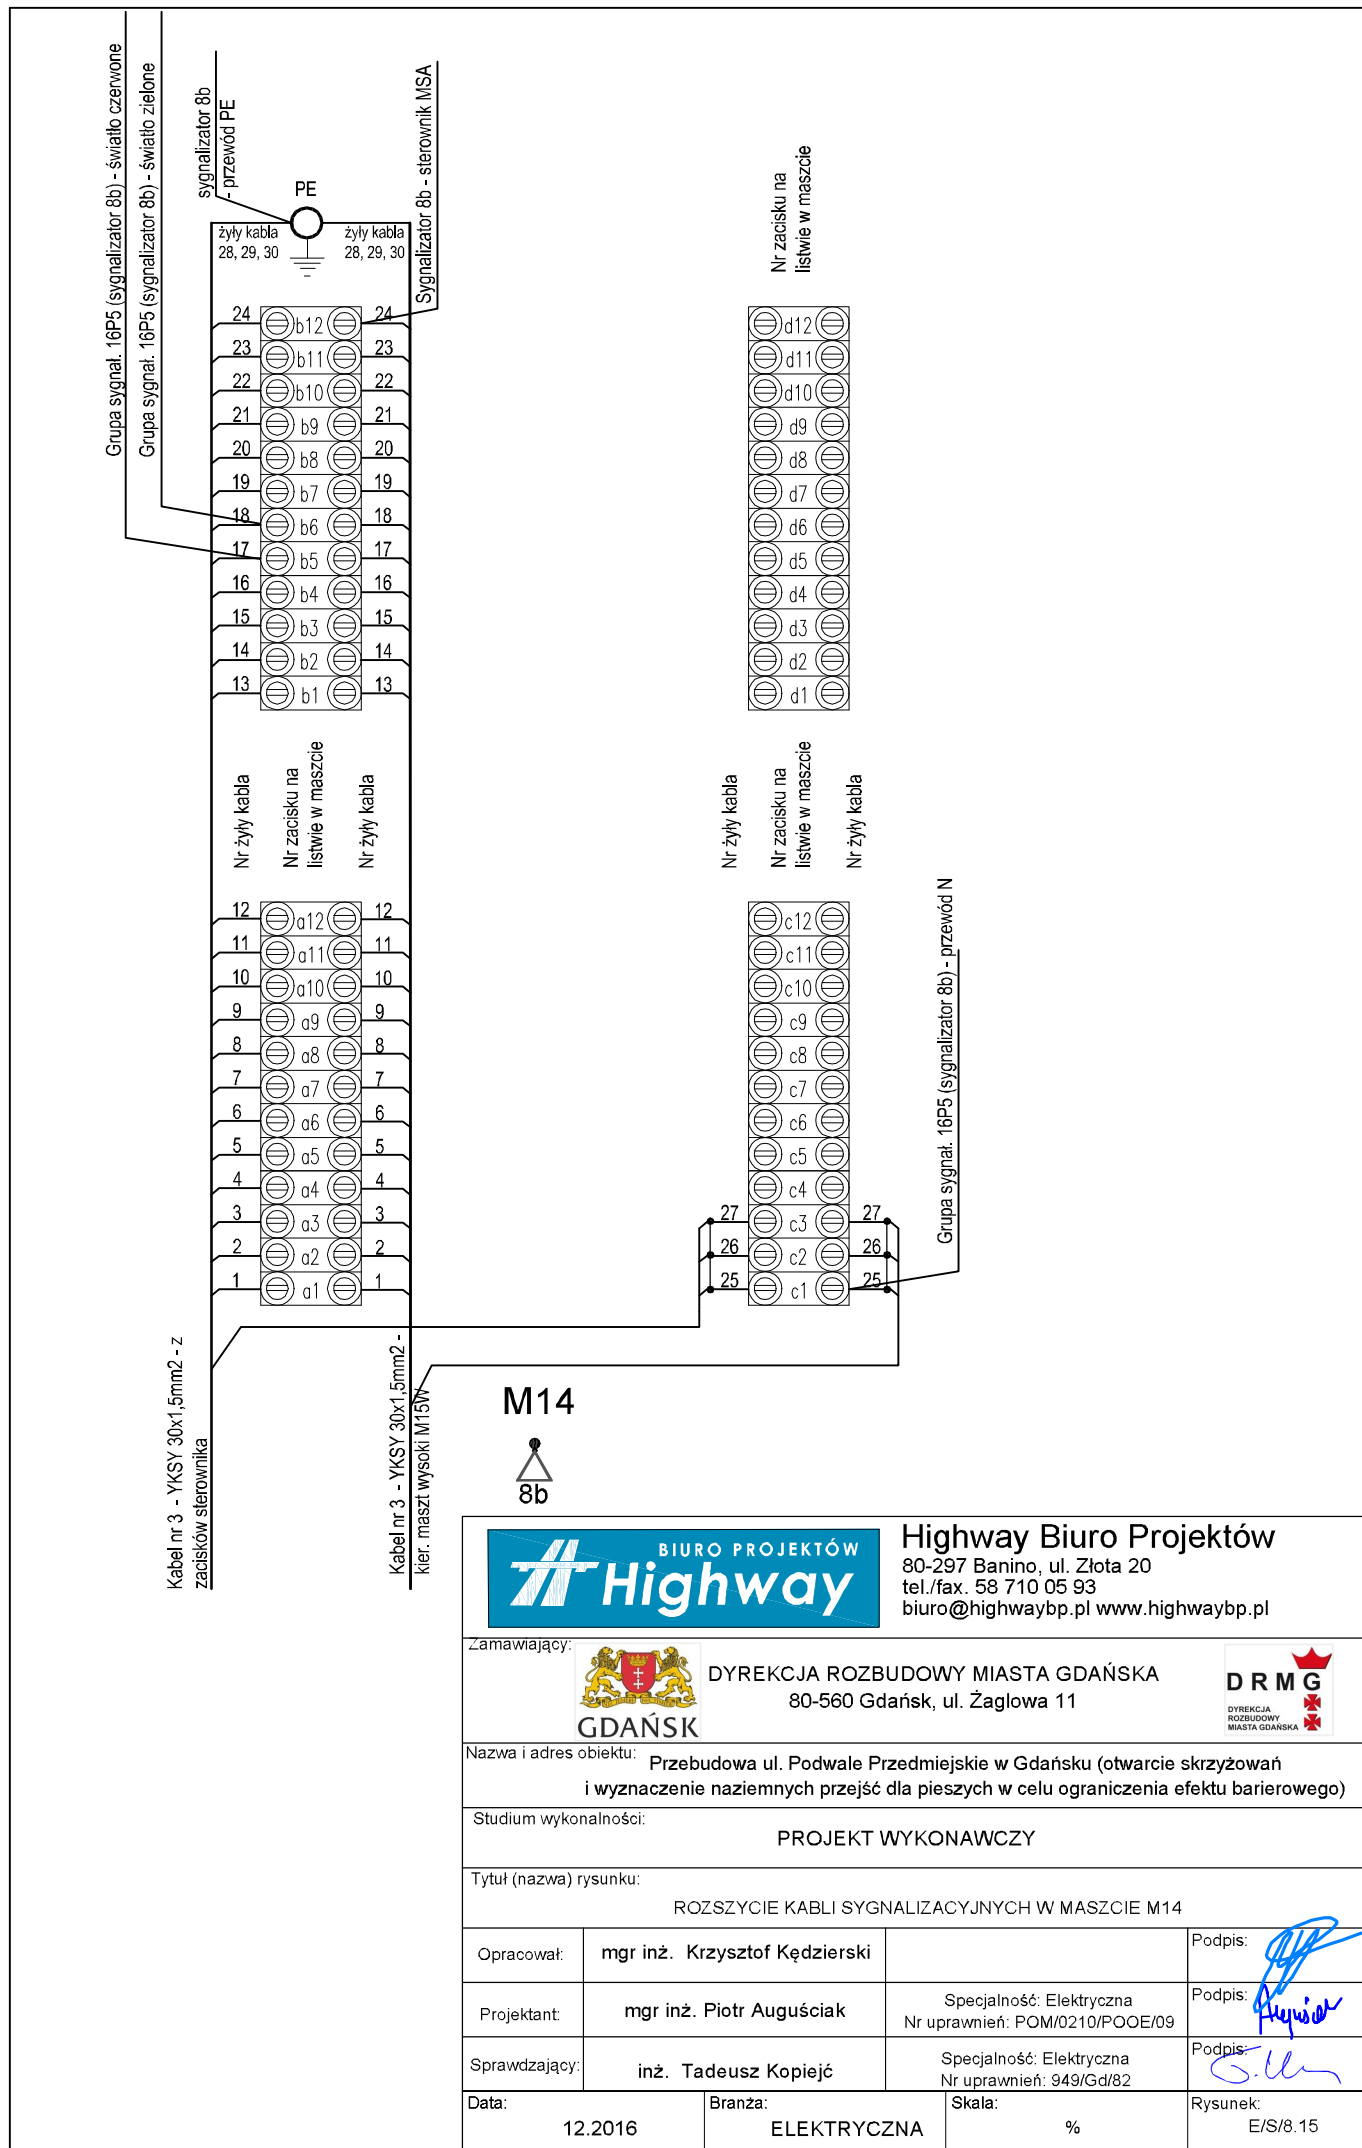 Grupa sygnał. 16P5 (sygnalizator 8b) - światło czerwone
Grupa sygnał. 16P5 (sygnalizator 8b) - światło zielone
sygnalizator 8b
- przewód PE
Sygnalizator 8b - sterownik MSA
PE
żyły kabla
28, 29, 30
żyły kabla
28, 29, 30
Nr zacisku na
listwie w maszcie
24 b12 24
23 b11 23
22 b10 22
21 b9 21
20 b8 20
19 b7 19
18 b6 18
17 b5 17
16 b4 16
15 b3 15
14 b2 14
13 b1 13
d12
d11
d10
d9
d8
d7
d6
d5
d4
d3
d2
d1
Nr żyły kabla
Nr zacisku na
listwie w maszcie
Nr żyły kabla
Nr żyły kabla
Nr zacisku na
listwie w maszcie
Nr żyły kabla
12 a12 12
11 a11 11
10 a10 10
9 a9 9
8 a8 8
7 a7 7
6 a6 6
5 a5 5
4 a4 4
3 a3 3
2 a2 2
1 a1 1
c12
c11
c10
c9
c8
c7
c6
c5
c4
27 c3 27
26 c2 26
25 c1 25
Grupa sygnał. 16P5 (sygnalizator 8b) - przewód N
Kabel nr 3 - YKSY 30x1,5mm2 - z
zacisków sterownika
Kabel nr 3 - YKSY 30x1,5mm2 -
kier. maszt wysoki M15W
M14
8b
BIURO PROJEKTÓW
Highway
Highway Biuro Projektów
80-297 Banino, ul. Złota 20
tel./fax. 58 710 05 93
biuro@highwaybp.pl www.highwaybp.pl
Zamawiający:
GDAŃSK
DYREKCJA ROZBUDOWY MIASTA GDAŃSKA
80-560 Gdańsk, ul. Żaglowa 11
DRMG
DYREKCJA
ROZBUDOWY
MIASTA GDAŃSKA
Nazwa i adres obiektu:
Przebudowa ul. Podwale Przedmiejskie w Gdańsku (otwarcie skrzyżowań
i wyznaczenie naziemnych przejść dla pieszych w celu ograniczenia efektu barierowego)
Studium wykonalności:
PROJEKT WYKONAWCZY
Tytuł (nazwa) rysunku:
ROZSZYCIE KABLI SYGNALIZACYJNYCH W MASZCIE M14
Opracował: mgr inż. Krzysztof Kędzierski Podpis:
Projektant: mgr inż. Piotr Auguściak Specjalność: Elektryczna Podpis:
Nr uprawnień: POM/0210/POOE/09
Sprawdzający: inż. Tadeusz Kopiejć Specjalność: Elektryczna Podpis:
Nr uprawnień: 949/Gd/82
Data: Branża: Skala: Rysunek:
12.2016 ELEKTRYCZNA % E/S/8.15